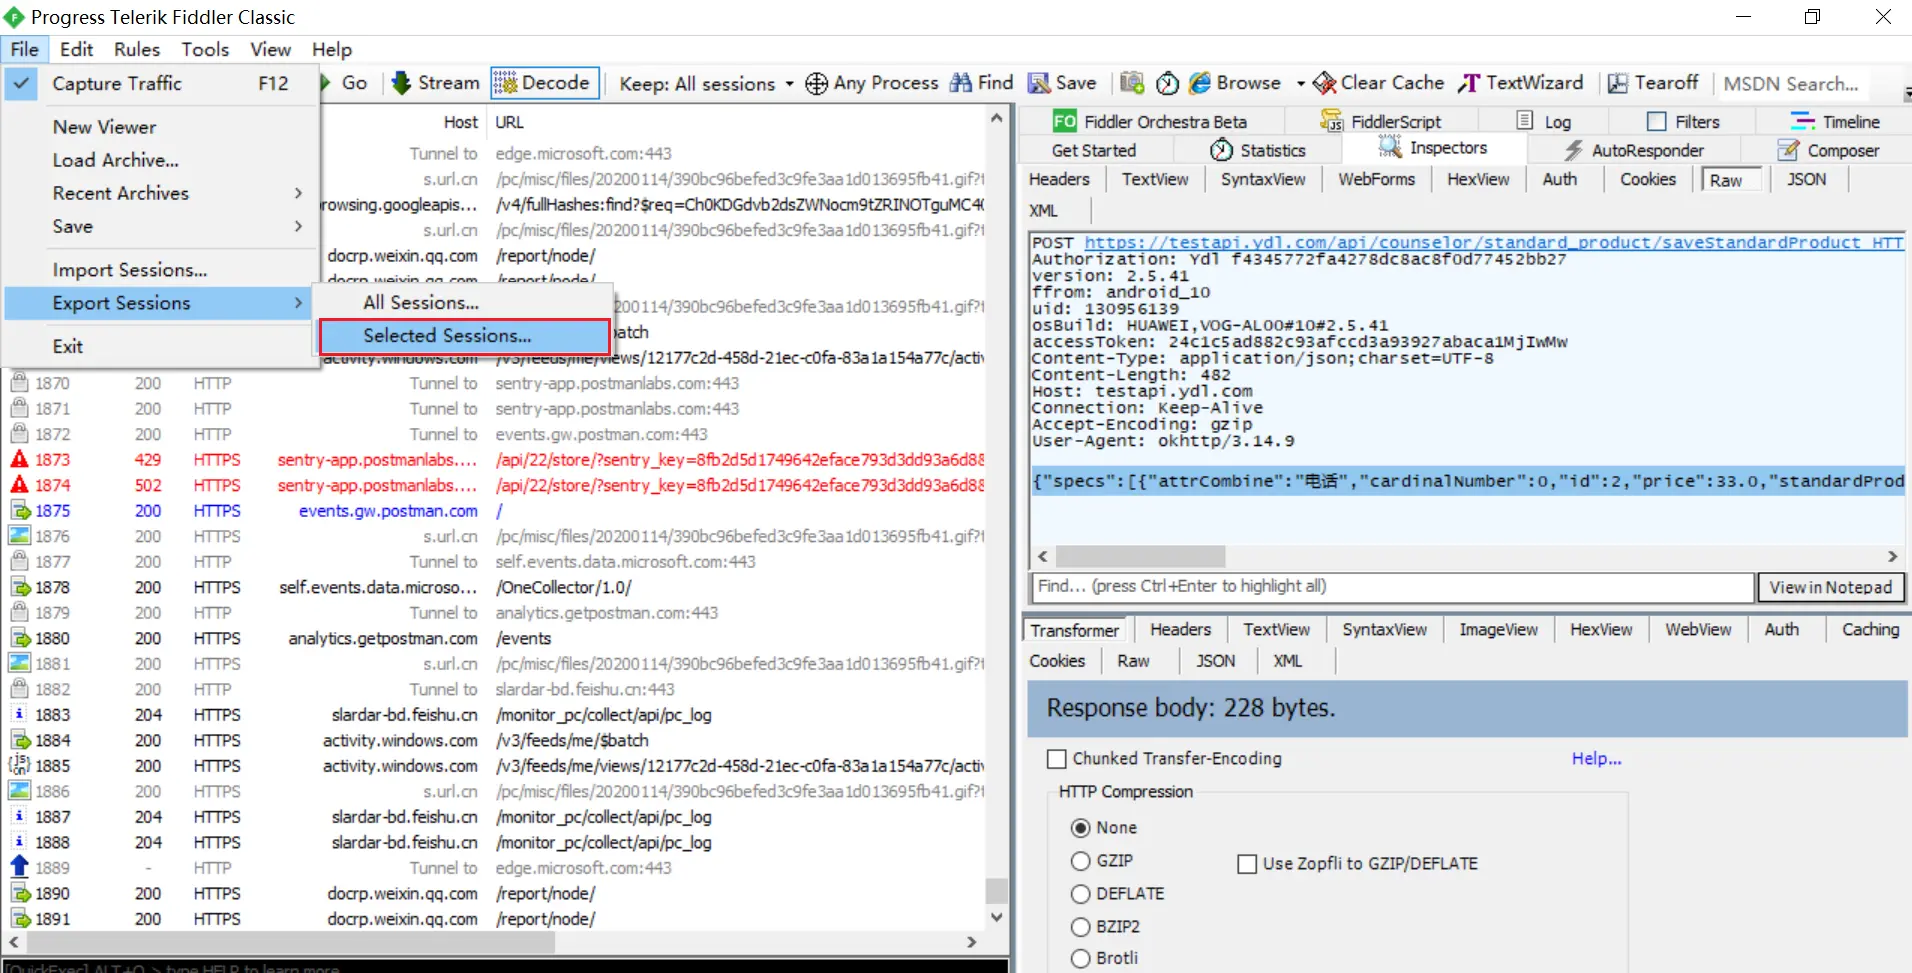 Progress Telerik Fiddler Classic
File Edit Rules Tools View Help
Capture Traffic F12
New Viewer
Load Archive...
Recent Archives
Save
Import Sessions...
Export Sessions
Exit
All Sessions...
Selected Sessions...
Go Stream Decode Keep: All sessions Any Process Find Save Browse Clear Cache TextWizard Tearoff MSDN Search...
Host URL
Tunnel to edge.microsoft.com:443
s.url.cn /pc/misc/files/20200114/390bc96befed3c9fe3aa1d013695fb41.gif?
rowsing.googleapis... /v4/fullHashes:find?$req=Ch0KDGdvb2dsZWNocm9tZRINOTguMC4
s.url.cn /pc/misc/files/20200114/390bc96befed3c9fe3aa1d013695fb41.gif?
docrp.weixin.qq.com /report/node/
docrp.weixin.qq.com /report/node/
200114/390bc96befed3c9fe3aa1d013695fb41.gif?
batch
activity.windows.com /v3/feeds/me/views/12177c2d-458d-21ec-c0fa-83a1a154a77c/acti
1870 200 HTTP Tunnel to sentry-app.postmanlabs.com:443
1871 200 HTTP Tunnel to sentry-app.postmanlabs.com:443
1872 200 HTTP Tunnel to events.gw.postman.com:443
1873 429 HTTPS sentry-app.postmanlabs.... /api/22/store/?sentry_key=8fb2d5d1749642eface793d3dd93a6d88
1874 502 HTTPS sentry-app.postmanlabs.... /api/22/store/?sentry_key=8fb2d5d1749642eface793d3dd93a6d88
1875 200 HTTPS events.gw.postman.com /
1876 200 HTTPS s.url.cn /pc/misc/files/20200114/390bc96befed3c9fe3aa1d013695fb41.gif?
1877 200 HTTP Tunnel to self.events.data.microsoft.com:443
1878 200 HTTPS self.events.data.microso... /OneCollector/1.0/
1879 200 HTTP Tunnel to analytics.getpostman.com:443
1880 200 HTTPS analytics.getpostman.com /events
1881 200 HTTPS s.url.cn /pc/misc/files/20200114/390bc96befed3c9fe3aa1d013695fb41.gif?
1882 200 HTTP Tunnel to slardar-bd.feishu.cn:443
1883 204 HTTPS slardar-bd.feishu.cn /monitor_pc/collect/api/pc_log
1884 200 HTTPS activity.windows.com /v3/feeds/me/$batch
1885 200 HTTPS activity.windows.com /v3/feeds/me/views/12177c2d-458d-21ec-c0fa-83a1a154a77c/acti
1886 200 HTTPS s.url.cn /pc/misc/files/20200114/390bc96befed3c9fe3aa1d013695fb41.gif?
1887 204 HTTPS slardar-bd.feishu.cn /monitor_pc/collect/api/pc_log
1888 204 HTTPS slardar-bd.feishu.cn /monitor_pc/collect/api/pc_log
1889 - HTTP Tunnel to edge.microsoft.com:443
1890 200 HTTPS docrp.weixin.qq.com /report/node/
1891 200 HTTPS docrp.weixin.qq.com /report/node/
[QuickExec] ALT+Q > type HELP to learn more
FO Fiddler Orchestra Beta FiddlerScript Log Filters Timeline
Get Started Statistics Inspectors AutoResponder Composer
Headers TextView SyntaxView WebForms HexView Auth Cookies Raw JSON
XML
POST https://testapi.ydl.com/api/counselor/standard_product/saveStandardProduct HTT
Authorization: Ydl f4345772fa4278dc8ac8f0d77452bb27
version: 2.5.41
ffrom: android_10
uid: 130956139
osBuild: HUAWEI,VOG-AL00#10#2.5.41
accessToken: 24c1c5ad882c93afccd3a93927abaca1MjIwMw
Content-Type: application/json;charset=UTF-8
Content-Length: 482
Host: testapi.ydl.com
Connection: Keep-Alive
Accept-Encoding: gzip
User-Agent: okhttp/3.14.9
{"specs":[{"attrCombine":"电话","cardinalNumber":0,"id":2,"price":33.0,"standardProd
Find... (press Ctrl+Enter to highlight all) View in Notepad
Transformer Headers TextView SyntaxView ImageView HexView WebView Auth Caching
Cookies Raw JSON XML
Response body: 228 bytes.
Chunked Transfer-Encoding Help...
HTTP Compression
None
GZIP Use Zopfli to GZIP/DEFLATE
DEFLATE
BZIP2
Brotli